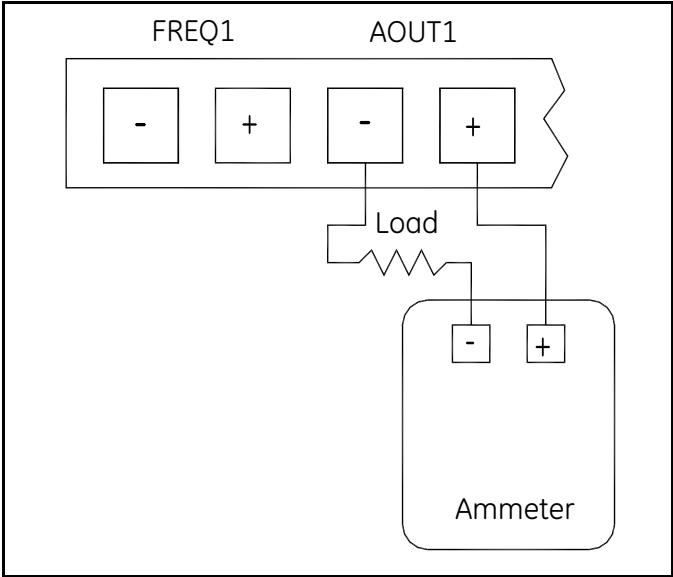 FREQ1 AOUT1
- + - +
Load
- +
Ammeter